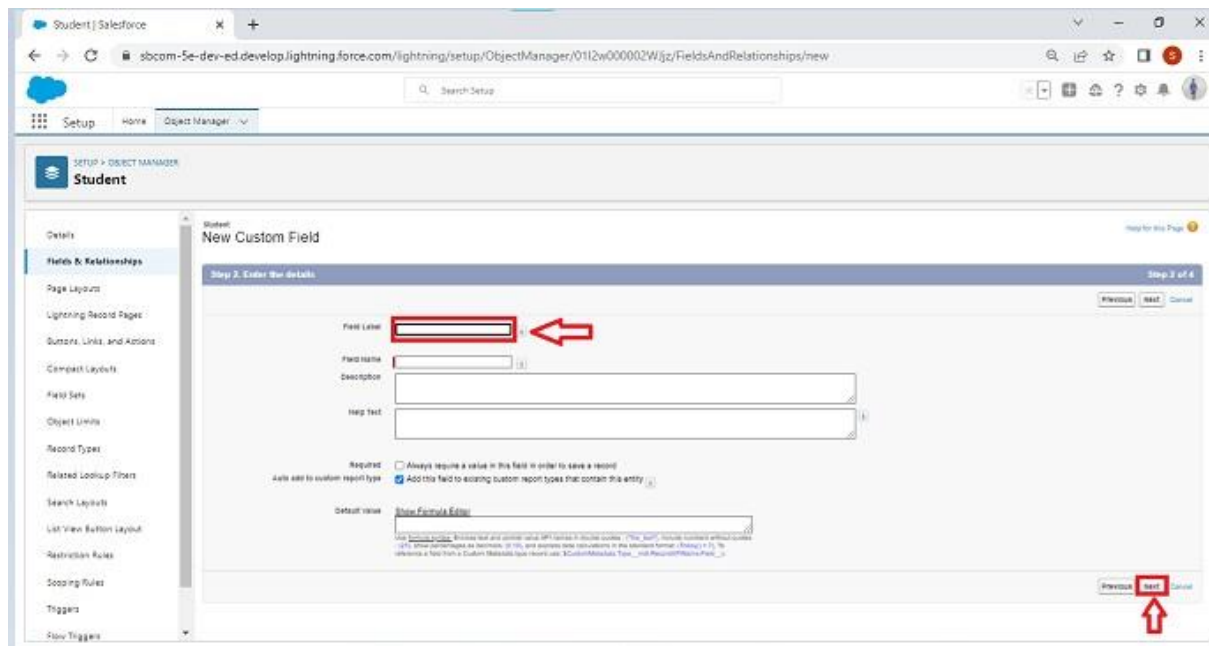 Student | Salesforce
sbcom-5e-dev-ed.develop.lightning.force.com/lightning/setup/ObjectManager/01I2w000002WJjz/FieldsAndRelationships/new
S
Search Setup
Setup Home Object Manager
SETUP > OBJECT MANAGER
Student
Details
Fields & Relationships
Page Layouts
Lightning Record Pages
Buttons, Links, and Actions
Compact Layouts
Field Sets
Object Limits
Record Types
Related Lookup Filters
Search Layouts
List View Button Layout
Restriction Rules
Scoping Rules
Triggers
Flow Triggers
Student
New Custom Field
Help for this Page
Step 2. Enter the details
Step 2 of 4
Previous Next Cancel
Field Label
Field Name
Description
Help Text
Required
Always require a value in this field in order to save a record
Auto add to custom report type
Add this field to existing custom report types that contain this entity
Default Value
Show Formula Editor
Previous Next Cancel